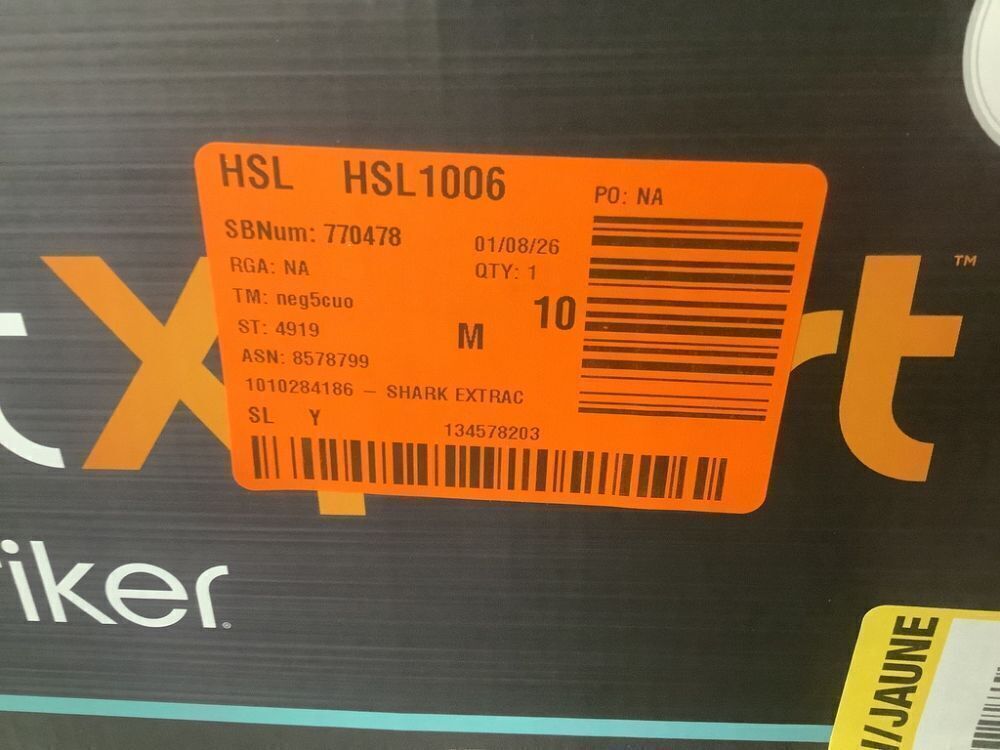 HSL HSL1006
PO: NA
SBNum: 770478
01/08/26
RGA: NA
QTY: 1
TM: neg5cuo
10
ST: 4919
M
ASN: 8578799
1010284186 – SHARK EXTRAC
SL Y
134578203
rt™
iker®
/JAUNE